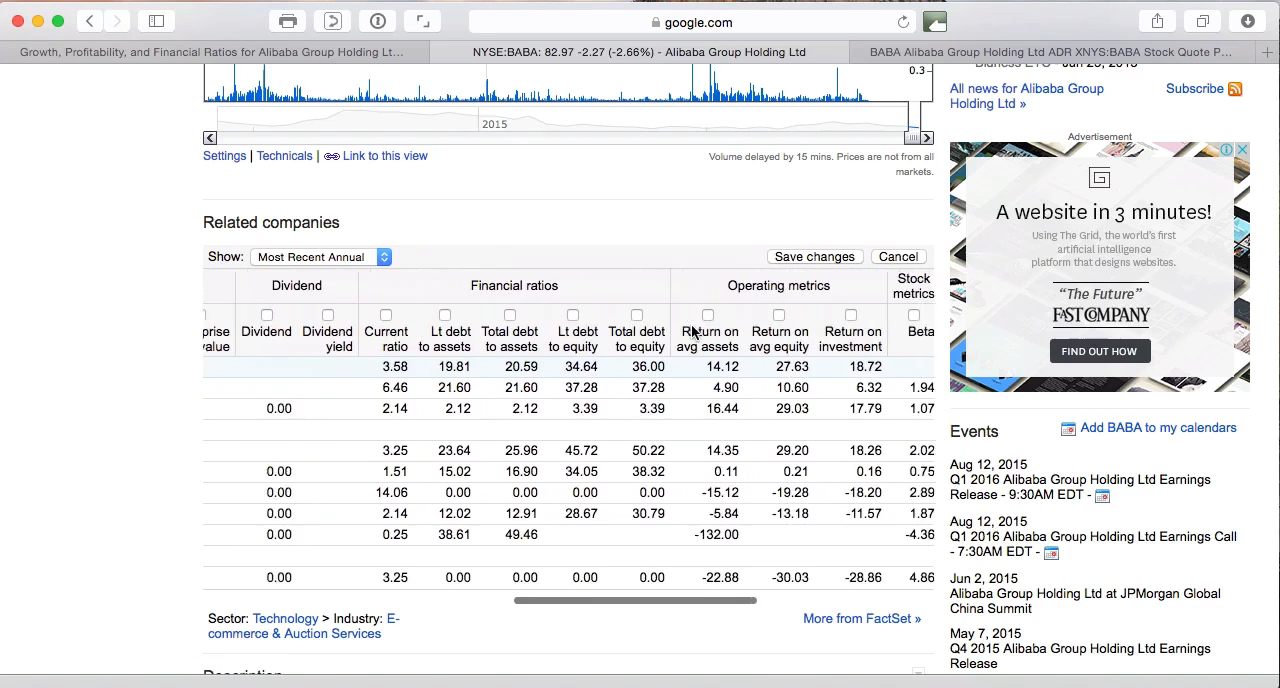 google.com
Growth, Profitability, and Financial Ratios for Alibaba Group Holding Lt...
NYSE:BABA: 82.97 -2.27 (-2.66%) - Alibaba Group Holding Ltd
BABA Alibaba Group Holding Ltd ADR XNYS:BABA Stock Quote P...
0.3
2015
Settings | Technicals | Link to this view
Volume delayed by 15 mins. Prices are not from all
markets.
Related companies
Show: Most Recent Annual
Save changes
Cancel
Dividend
Financial ratios
Operating metrics
Stock
metrics
prise
value
Dividend
Dividend
yield
Current
ratio
Lt debt
to assets
Total debt
to assets
Lt debt
to equity
Total debt
to equity
Return on
avg assets
Return on
avg equity
Return on
investment
Beta
3.58 19.81 20.59 34.64 36.00 14.12 27.63 18.72
6.46 21.60 21.60 37.28 37.28 4.90 10.60 6.32 1.94
0.00 2.14 2.12 2.12 3.39 3.39 16.44 29.03 17.79 1.07
3.25 23.64 25.96 45.72 50.22 14.35 29.20 18.26 2.02
0.00 1.51 15.02 16.90 34.05 38.32 0.11 0.21 0.16 0.75
0.00 14.06 0.00 0.00 0.00 0.00 -15.12 -19.28 -18.20 2.89
0.00 2.14 12.02 12.91 28.67 30.79 -5.84 -13.18 -11.57 1.87
0.00 0.25 38.61 49.46 -132.00 -4.36
0.00 3.25 0.00 0.00 0.00 0.00 -22.88 -30.03 -28.86 4.86
Sector: Technology > Industry: E-
commerce & Auction Services
More from FactSet »
All news for Alibaba Group
Holding Ltd »
Subscribe
Advertisement
G
A website in 3 minutes!
Using The Grid, the world's first
artificial intelligence
platform that designs websites.
"The Future"
FAST COMPANY
FIND OUT HOW
Events
Add BABA to my calendars
Aug 12, 2015
Q1 2016 Alibaba Group Holding Ltd Earnings
Release - 9:30AM EDT -
Aug 12, 2015
Q1 2016 Alibaba Group Holding Ltd Earnings Call
- 7:30AM EDT -
Jun 2, 2015
Alibaba Group Holding Ltd at JPMorgan Global
China Summit
May 7, 2015
Q4 2015 Alibaba Group Holding Ltd Earnings
Release